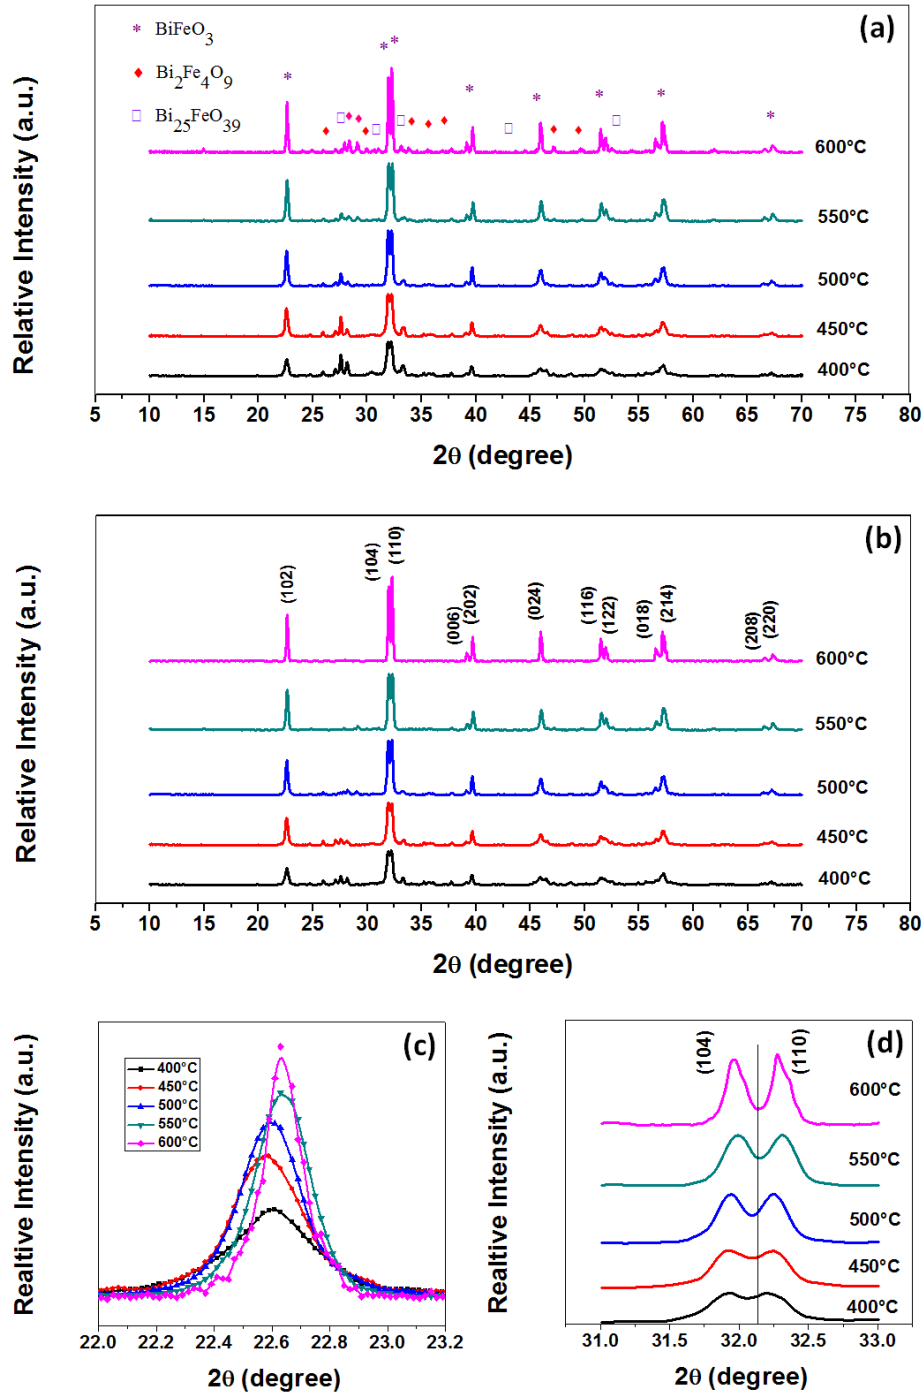 (a)
* BiFeO3
♦ Bi2Fe4O9
□ Bi25FeO39
600°C
550°C
500°C
450°C
400°C
Relative Intensity (a.u.)
5 10 15 20 25 30 35 40 45 50 55 60 65 70 75 80
2θ (degree)
(b)
(102)
(104)
(110)
(006)
(202)
(024)
(116)
(122)
(018)
(214)
(208)
(220)
600°C
550°C
500°C
450°C
400°C
Relative Intensity (a.u.)
5 10 15 20 25 30 35 40 45 50 55 60 65 70 75 80
2θ (degree)
(c)
400°C
450°C
500°C
550°C
600°C
Realtive Intensity (a.u.)
22.0 22.2 22.4 22.6 22.8 23.0 23.2
2θ (degree)
(d)
(104)
(110)
600°C
550°C
500°C
450°C
400°C
Realtive Intensity (a.u.)
31.0 31.5 32.0 32.5 33.0
2θ (degree)